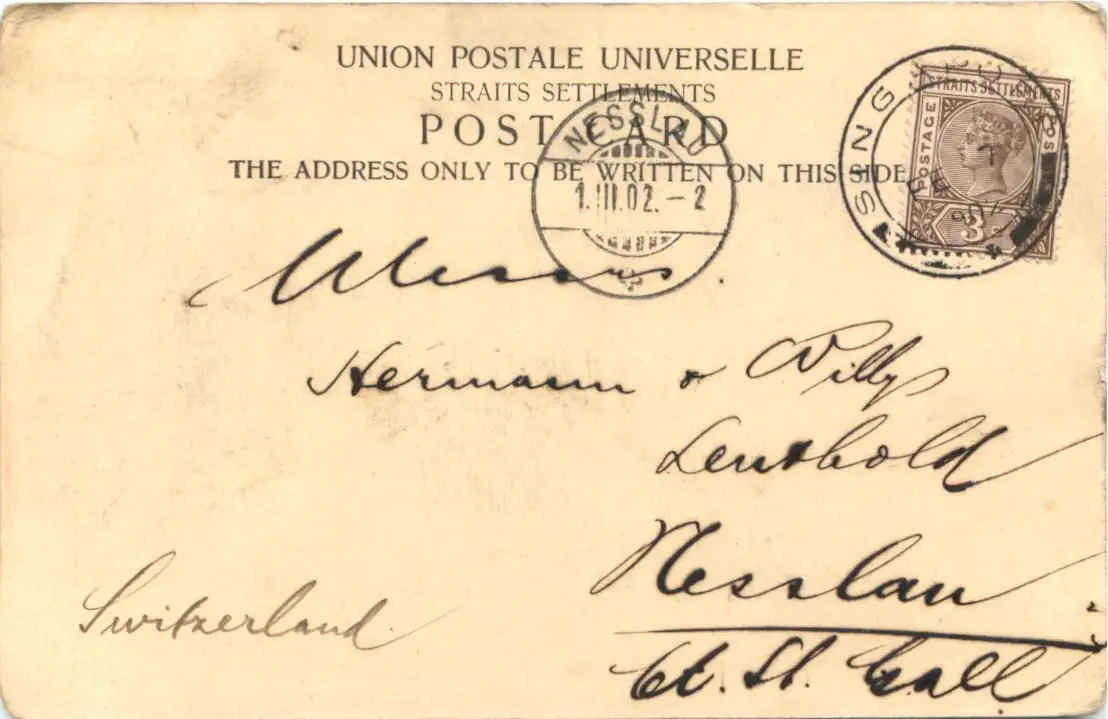 UNION POSTALE UNIVERSELLE
STRAITS SETTLEMENTS
POST CARD
THE ADDRESS ONLY TO BE WRITTEN ON THIS SIDE
NESSLAU
1.III.02.-2
STRAITS SETTLEMENTS
POSTAGE
3
Messrs.
Hermann & Willy
Leuthold
Nesslau
Ct. St. Gall
Switzerland.